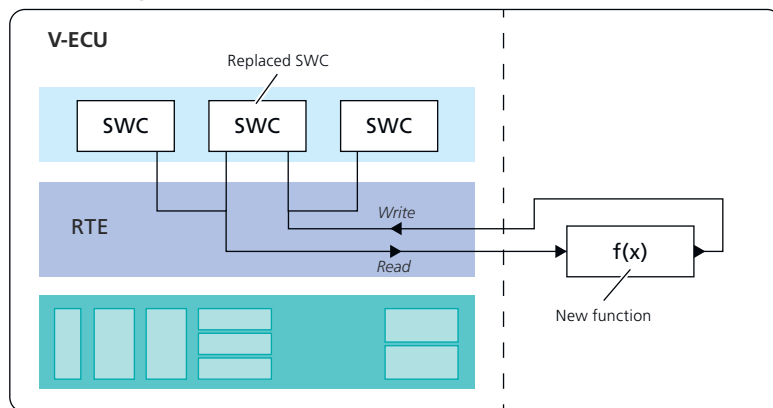 V-ECU
Replaced SWC
SWC
SWC
SWC
RTE
Write
Read
f(x)
New function